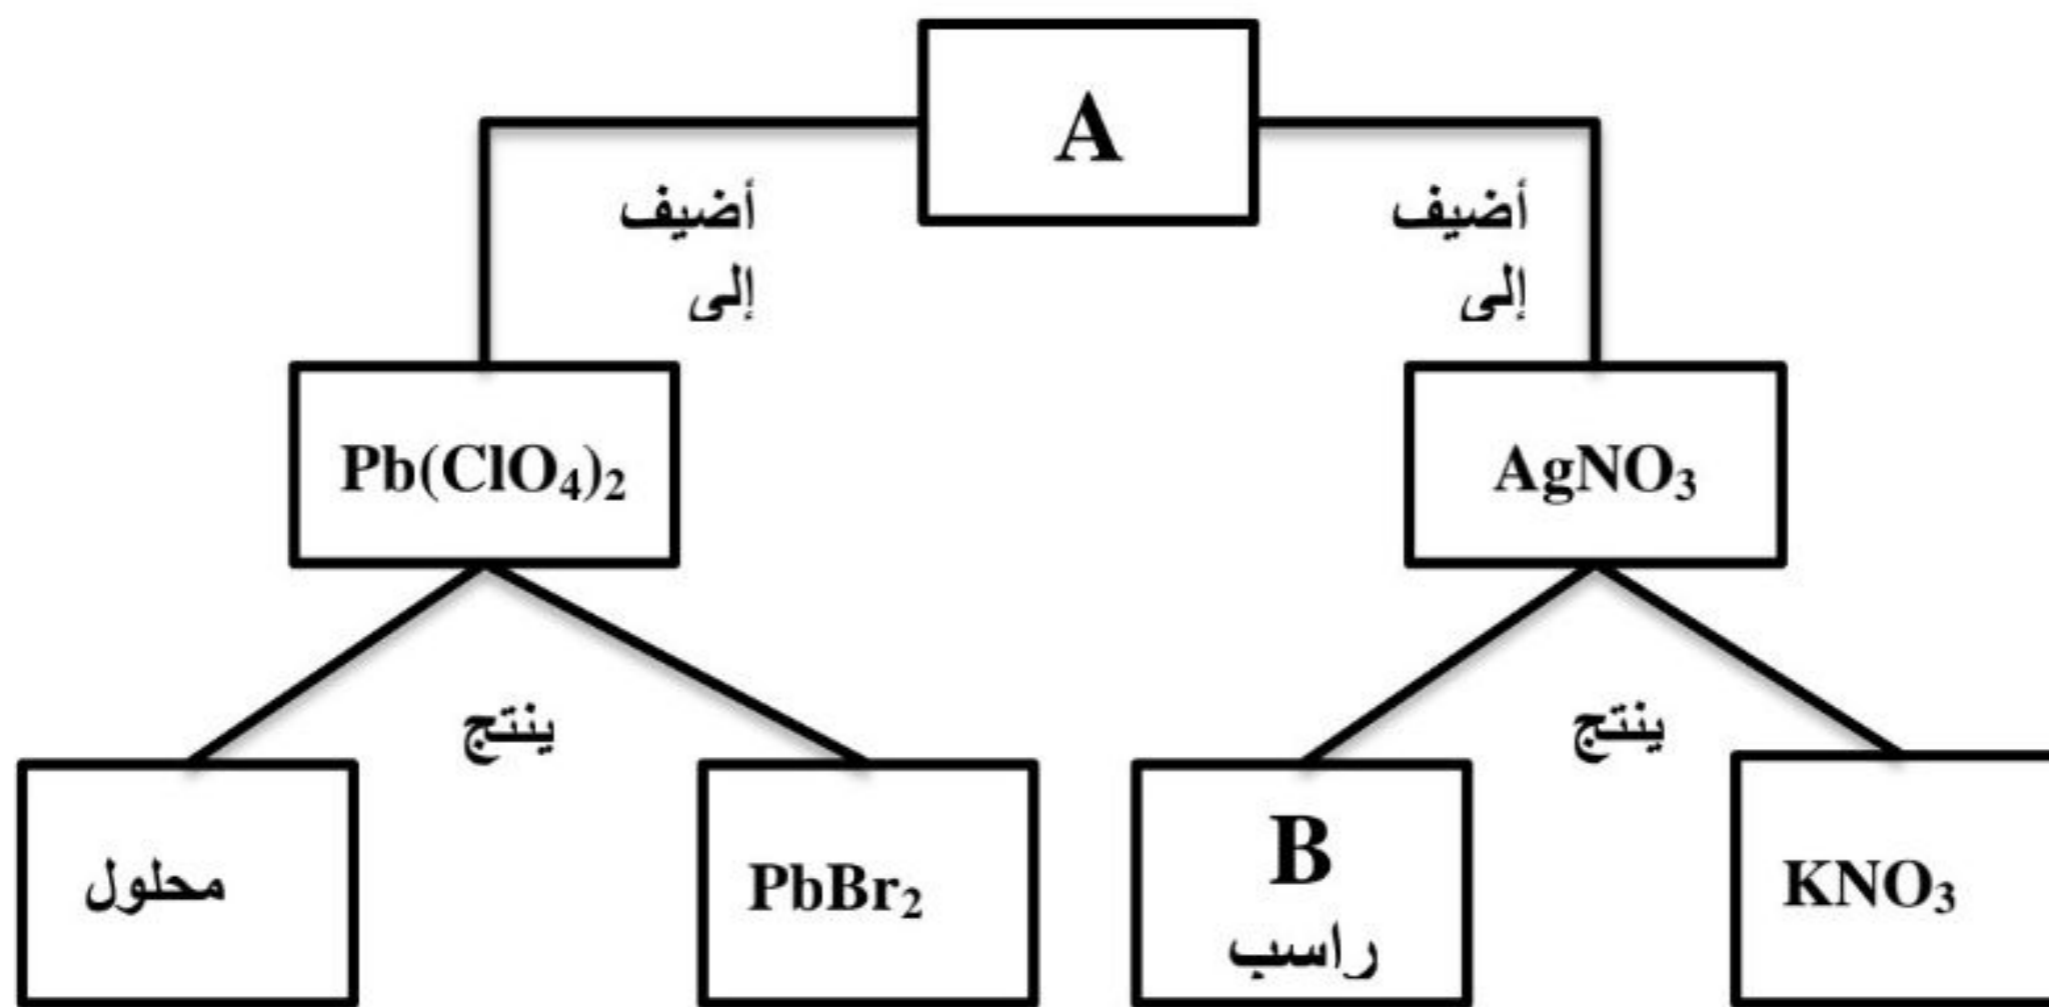 A
أضيف
إلى
أضيف
إلى
AgNO₃
Pb(ClO₄)₂
ينتج
ينتج
KNO₃
B
راسب
PbBr₂
محلول